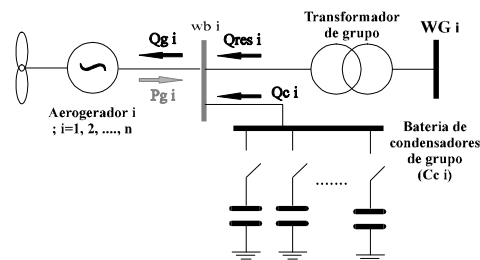 Qg i
wb i
Qres i
Transformador
de grupo
WG i
Pg i
Qc i
Aerogerador i
; i=1, 2, ...., n
Bateria de
condensadores
de grupo
(Cc i)
.......